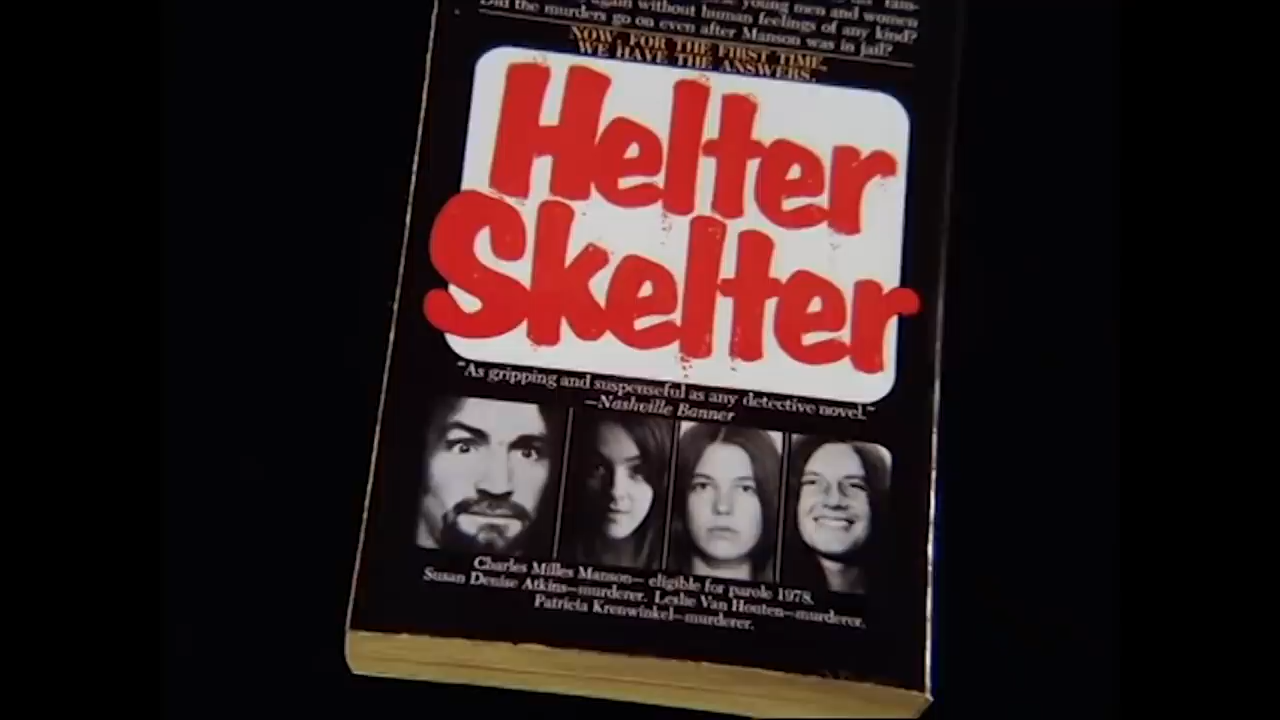 young men and women
again without human feelings of any kind?
Did the murders go on even after Manson was in jail?
NOW, FOR THE FIRST TIME,
WE HAVE THE ANSWERS.
Helter
Skelter
"As gripping and suspenseful as any detective novel."
—Nashville Banner
Charles Milles Manson— eligible for parole 1978.
Susan Denise Atkins—murderer. Leslie Van Houten—murderer.
Patricia Krenwinkel—murderer.